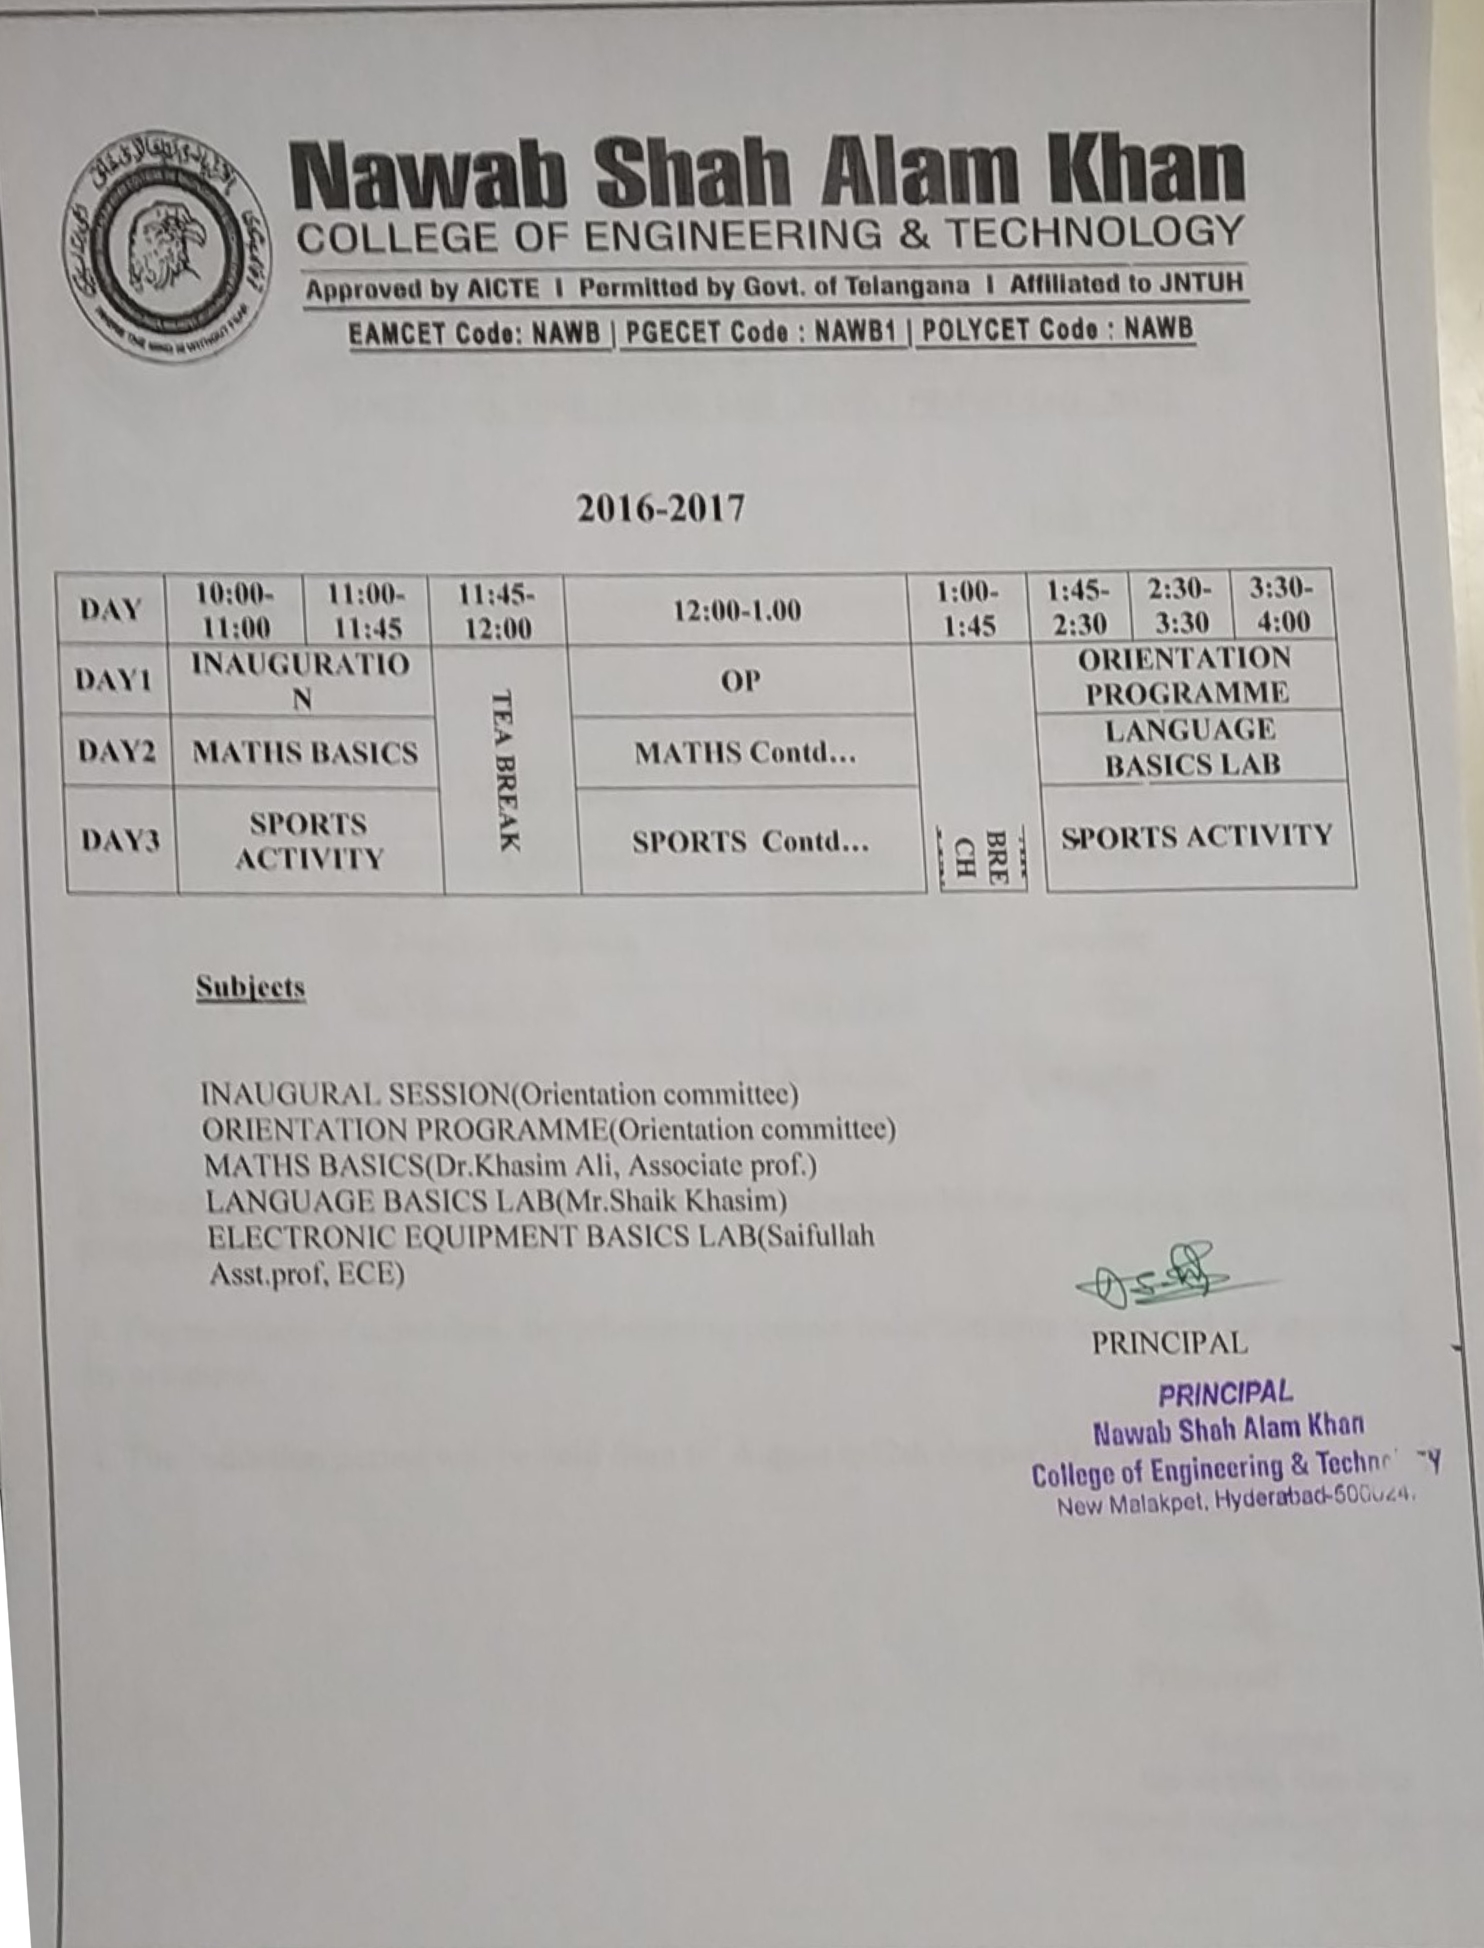 Nawab Shah Alam Khan
COLLEGE OF ENGINEERING & TECHNOLOGY
Approved by AICTE I Permitted by Govt. of Telangana I Affiliated to JNTUH
EAMCET Code: NAWB | PGECET Code : NAWB1 | POLYCET Code : NAWB
2016-2017
DAY 10:00-11:00 11:00-11:45 11:45-12:00 12:00-1.00 1:00-1:45 1:45-2:30 2:30-3:30 3:30-4:00
DAY1 INAUGURATIO
N
OP
ORIENTATION
PROGRAMME
DAY2 MATHS BASICS
MATHS Contd...
LANGUAGE
BASICS LAB
DAY3 SPORTS
ACTIVITY
SPORTS Contd...
SPORTS ACTIVITY
TEA BREAK
BRE
CH
Subjects
INAUGURAL SESSION(Orientation committee)
ORIENTATION PROGRAMME(Orientation committee)
MATHS BASICS(Dr.Khasim Ali, Associate prof.)
LANGUAGE BASICS LAB(Mr.Shaik Khasim)
ELECTRONIC EQUIPMENT BASICS LAB(Saifullah
Asst.prof, ECE)
PRINCIPAL
PRINCIPAL
Nawab Shah Alam Khan
College of Engineering &
New Malakpet, Hyderabad-500024.